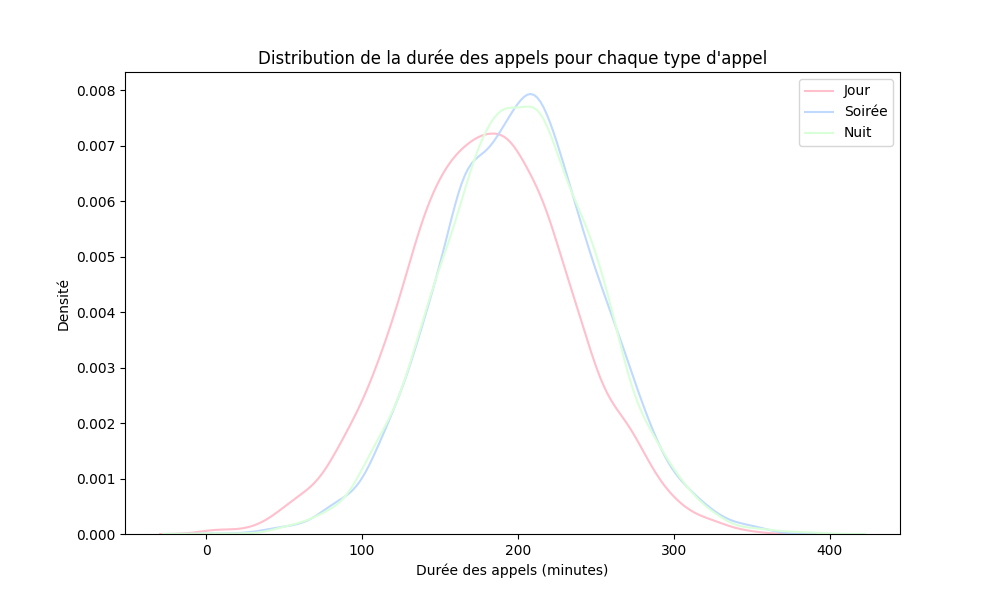 Distribution de la durée des appels pour chaque type d'appel
Jour
Soirée
Nuit
0.008
0.007
0.006
0.005
0.004
0.003
0.002
0.001
0.000
Densité
0
100
200
300
400
Durée des appels (minutes)